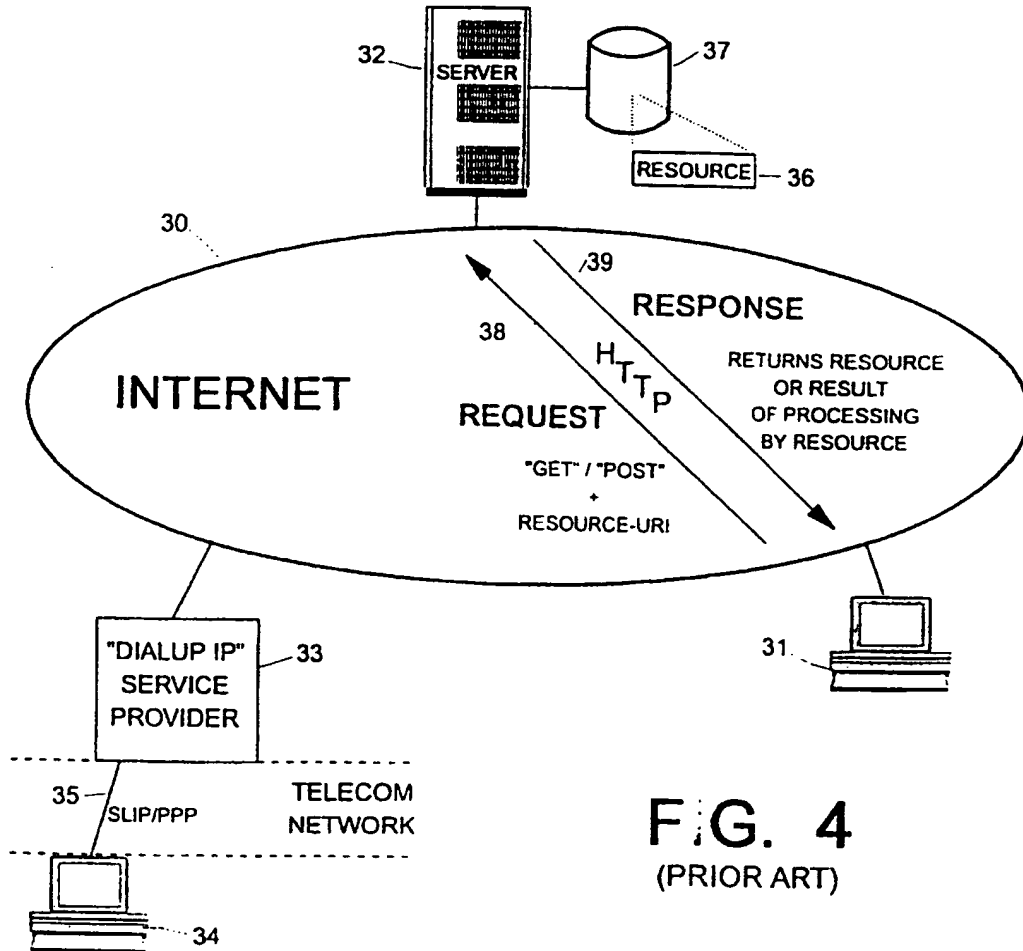 32
SERVER
37
RESOURCE
36
30
39
RESPONSE
38
HTTP
INTERNET
REQUEST
RETURNS RESOURCE
OR RESULT
OF PROCESSING
BY RESOURCE
"GET" / "POST"
+
RESOURCE-URI
"DIALUP IP"
SERVICE
PROVIDER
33
31
35
SLIP/PPP
TELECOM
NETWORK
34
FIG. 4
(PRIOR ART)